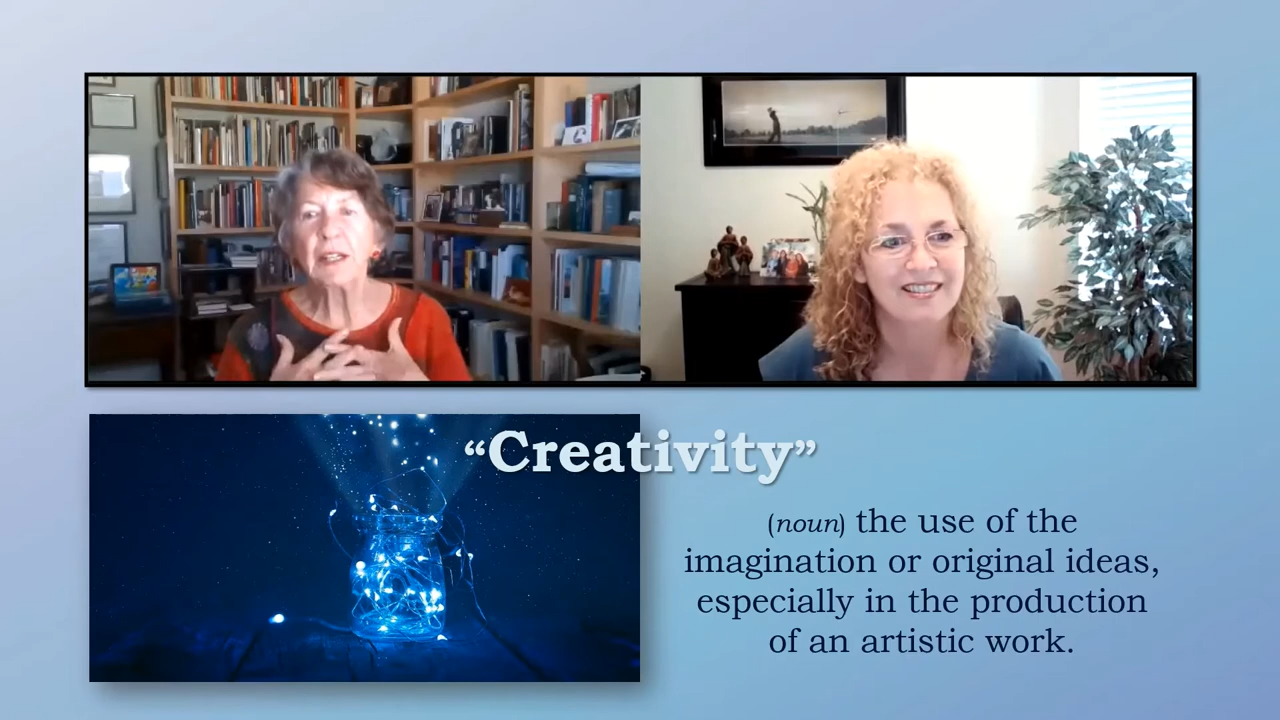 “Creativity”
(noun) the use of the
imagination or original ideas,
especially in the production
of an artistic work.